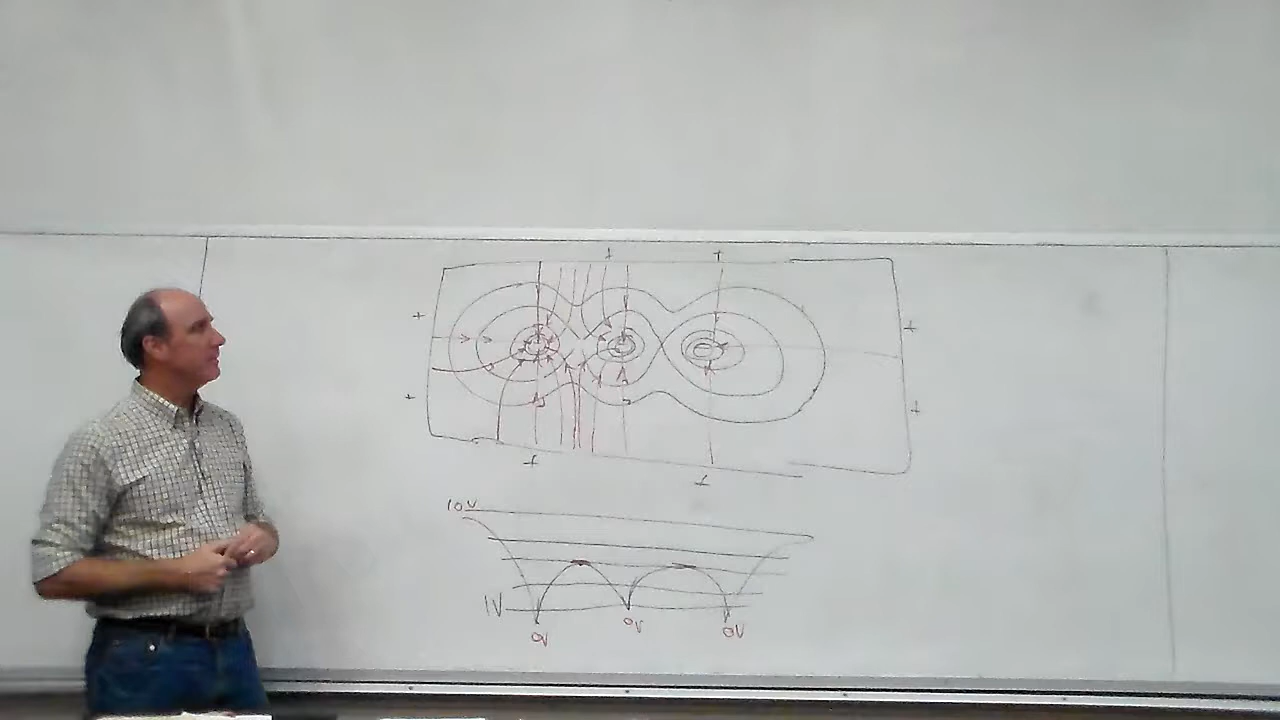 + +
+ +
+ +
+ +
10V
1V
0V 0V 0V